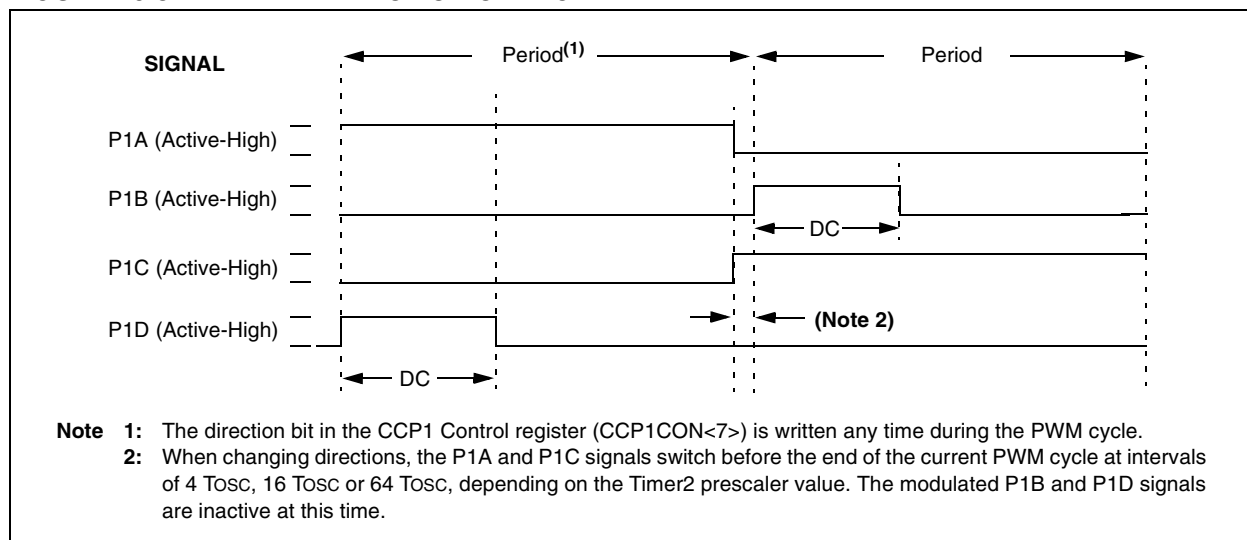 SIGNAL
Period(1)
Period
P1A (Active-High)
P1B (Active-High)
DC
P1C (Active-High)
P1D (Active-High)
(Note 2)
DC
Note 1: The direction bit in the CCP1 Control register (CCP1CON<7>) is written any time during the PWM cycle.
2: When changing directions, the P1A and P1C signals switch before the end of the current PWM cycle at intervals
of 4 TOSC, 16 TOSC or 64 TOSC, depending on the Timer2 prescaler value. The modulated P1B and P1D signals
are inactive at this time.